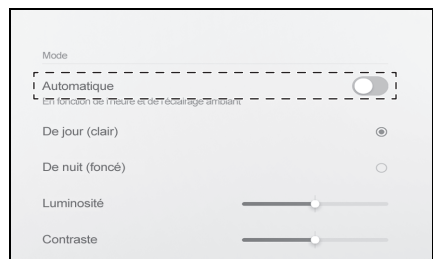 Mode
Automatique
En fonction de l'heure et de l'éclairage ambiant
De jour (clair)
De nuit (foncé)
Luminosité
Contraste